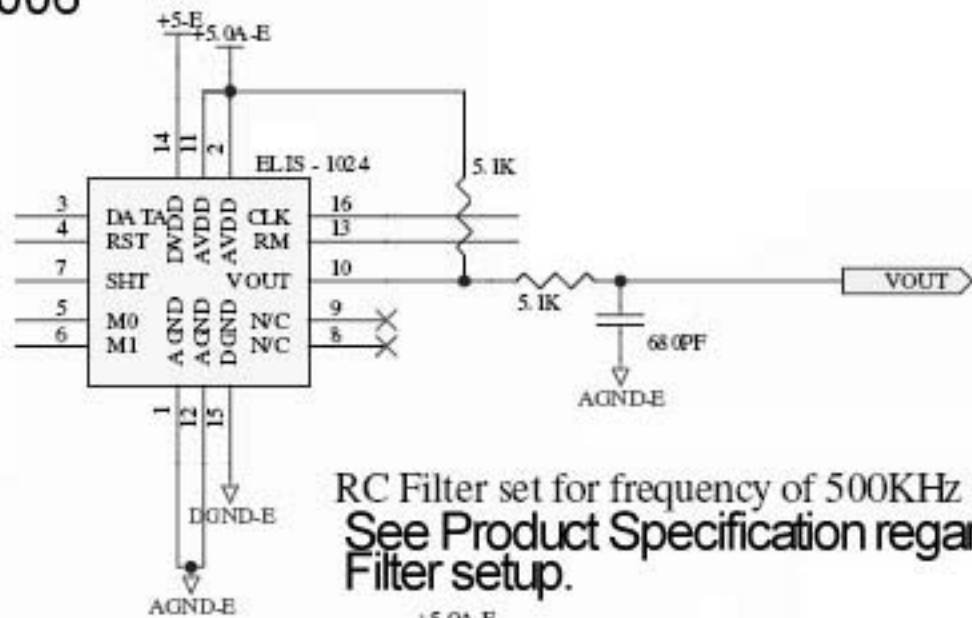 +5-E
+5.0A-E
14
11
2
ELIS - 1024
5.1K
3
DATA
DVDD
AVDD
AVDD
CLK
16
4
RST
RM
13
7
SHT
VOUT
10
5.1K
VOUT
5
M0
AGND
AGND
DGND
N/C
9
6
M1
N/C
8
680PF
AGND-E
1
12
15
DGND-E
AGND-E
RC Filter set for frequency of 500KHz
See Product Specification
Filter setup.
+5.0A-E